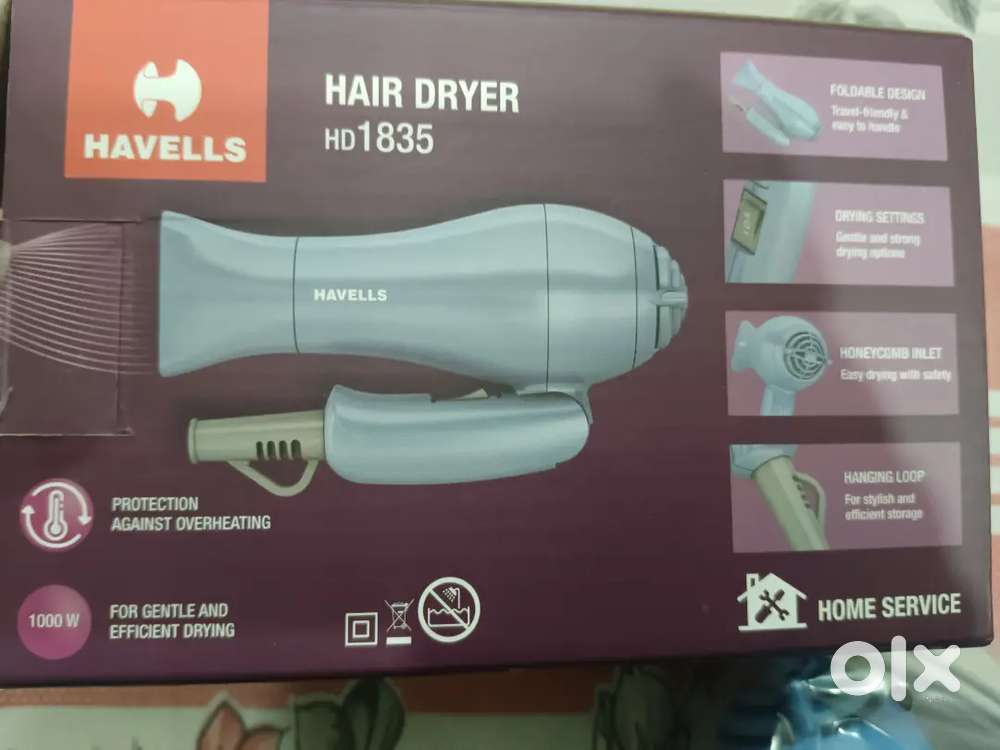 HAVELLS
HAIR DRYER
HD1835
HAVELLS
FOLDABLE DESIGN
Travel-friendly &
easy to handle
DRYING SETTINGS
Gentle and strong
drying options
HONEYCOMB INLET
Easy drying with safety
HANGING LOOP
For stylish and
efficient storage
PROTECTION
AGAINST OVERHEATING
1000 W
FOR GENTLE AND
EFFICIENT DRYING
HOME SERVICE
olx